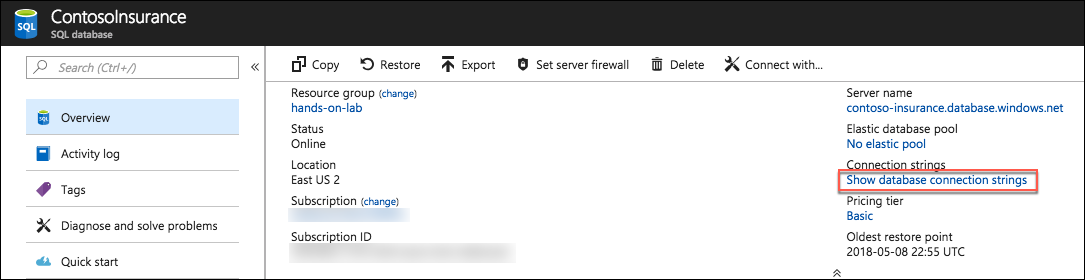 ContosoInsurance
SQL
SQL database
Search (Ctrl+/)
«
Overview
Activity log
Tags
Diagnose and solve problems
Quick start
Copy
Restore
Export
Set server firewall
Delete
Connect with...
Resource group (change)
hands-on-lab
Status
Online
Location
East US 2
Subscription (change)
Subscription ID
Server name
contoso-insurance.database.windows.net
Elastic database pool
No elastic pool
Connection strings
Show database connection strings
Pricing tier
Basic
Oldest restore point
2018-05-08 22:55 UTC